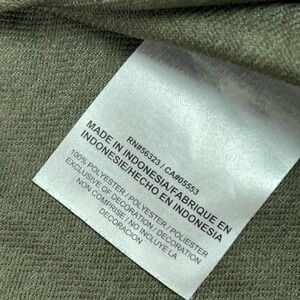 RN#56323 / CA#05553
MADE IN INDONESIA/FABRIQUE EN
INDONESIE/HECHO EN INDONESIA
100% POLYESTER / POLYESTER / POLIESTER
EXCLUSIVE OF DECORATION / DECORATION
NON COMPRISE / NO INCLUYE LA
DECORACION